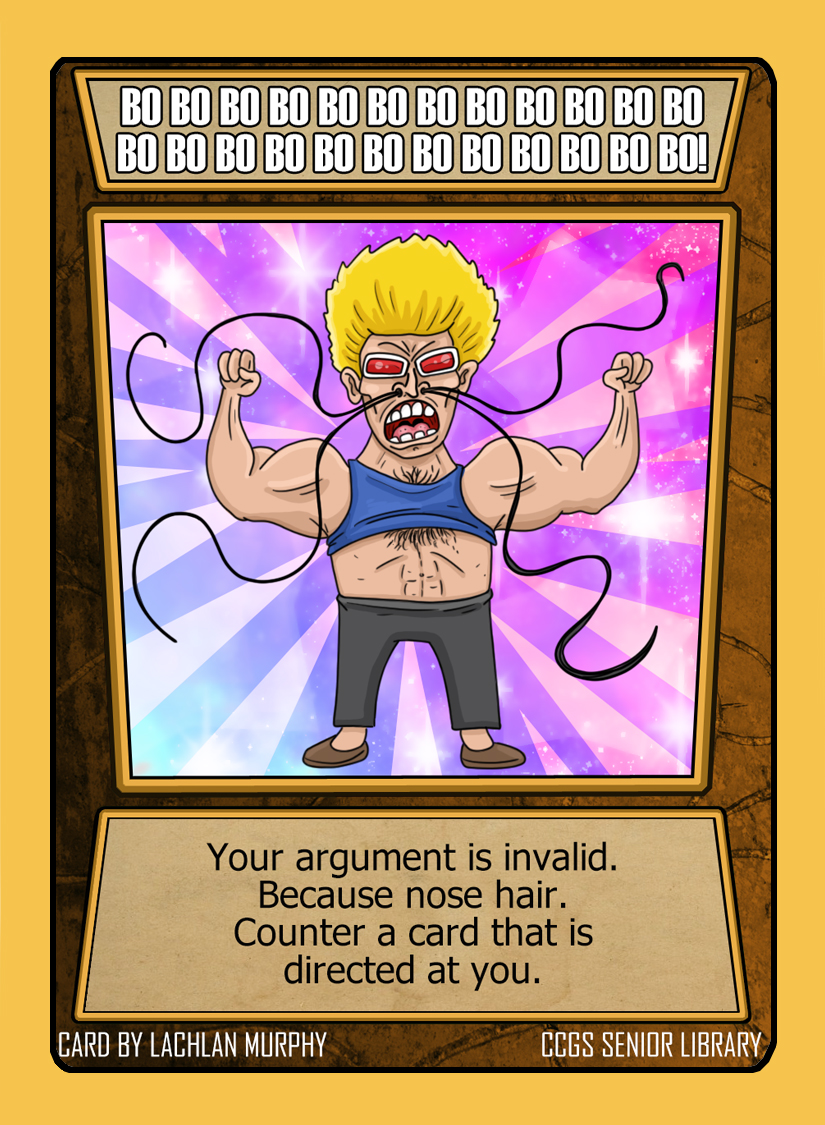 BO BO BO BO BO BO BO BO BO BO BO BO
BO BO BO BO BO BO BO BO BO BO BO BO!
Your argument is invalid.
Because nose hair.
Counter a card that is
directed at you.
CARD BY LACHLAN MURPHY
CCGS SENIOR LIBRARY